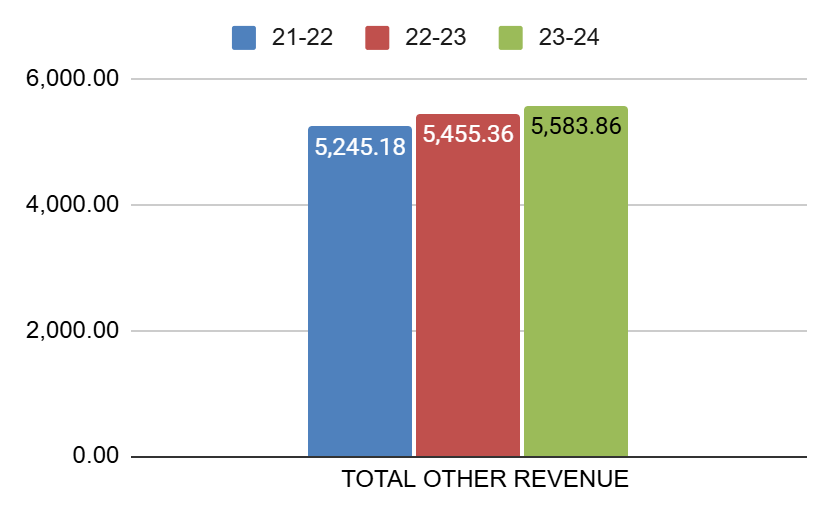 21-22 22-23 23-24
6,000.00
5,245.18 5,455.36 5,583.86
4,000.00
2,000.00
0.00
TOTAL OTHER REVENUE